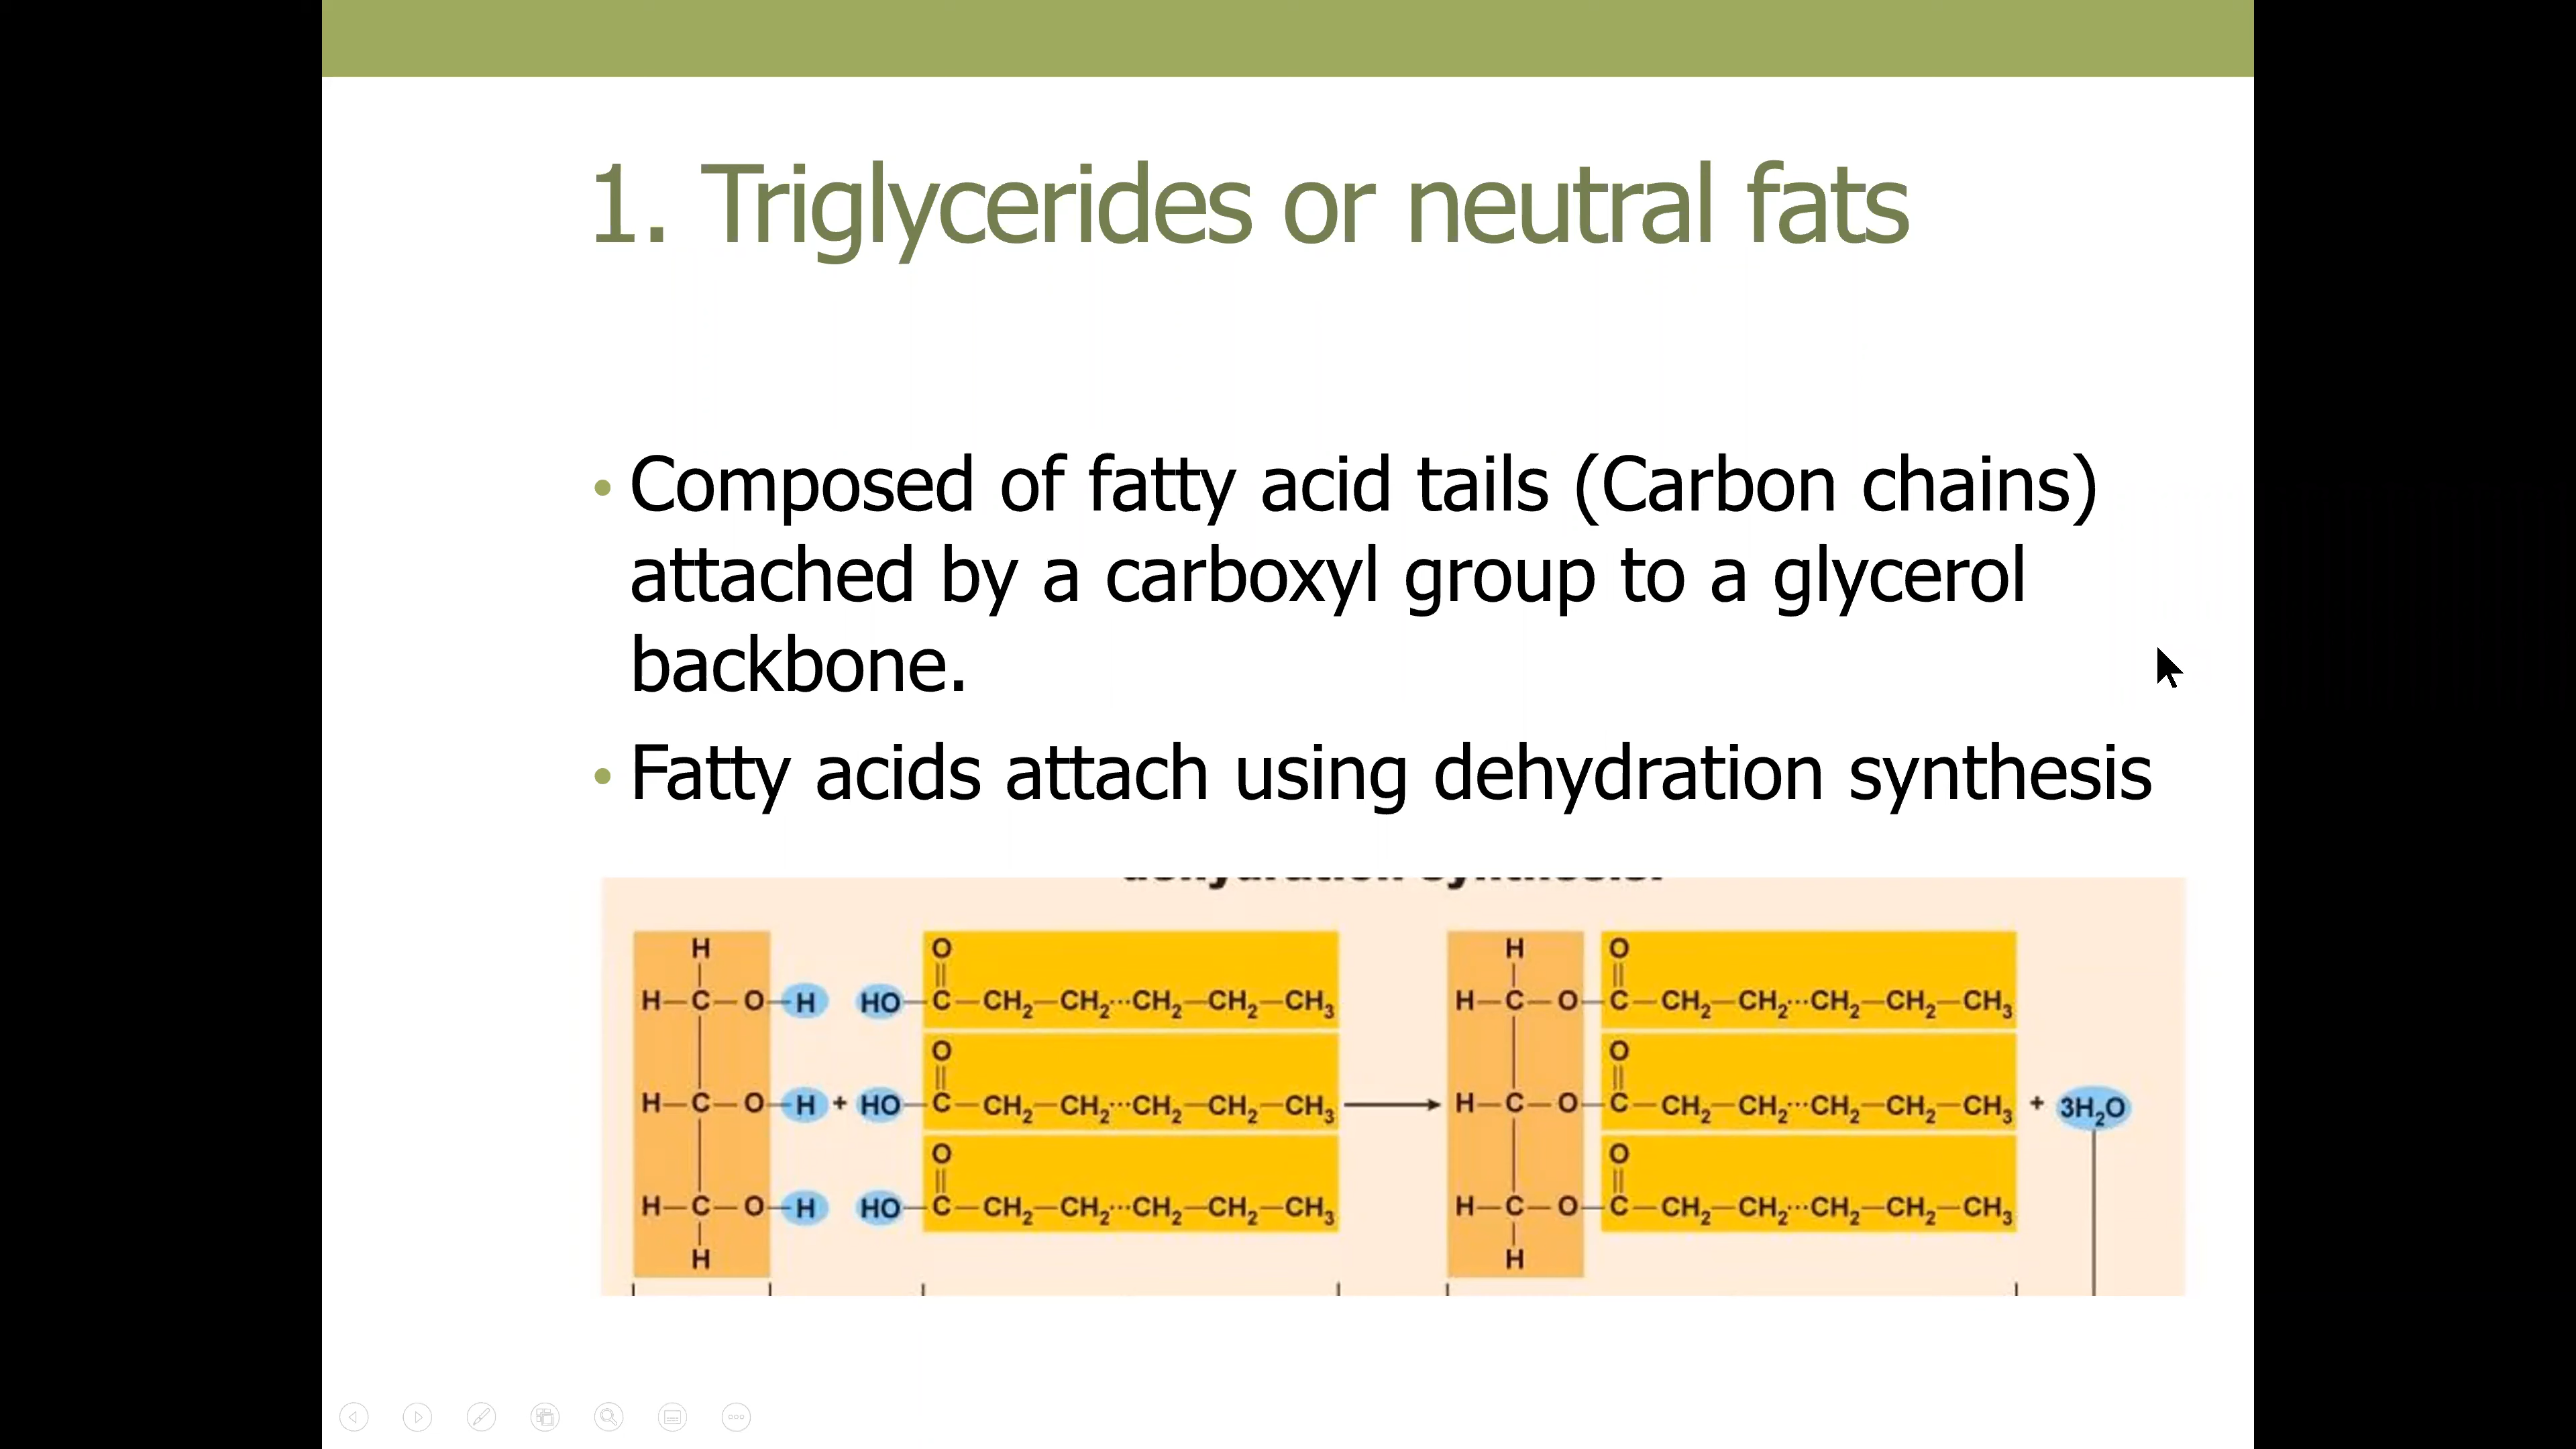 1. Triglycerides or neutral fats
• Composed of fatty acid tails (Carbon chains)
attached by a carboxyl group to a glycerol
backbone.
• Fatty acids attach using dehydration synthesis
dehydration synthesis.
H O O H O O
H—C—O—H HO—C—CH₂—CH₂···CH₂—CH₂—CH₃ H—C—O—C—CH₂—CH₂···CH₂—CH₂—CH₃
O O
H—C—O—H + HO—C—CH₂—CH₂···CH₂—CH₂—CH₃ → H—C—O—C—CH₂—CH₂···CH₂—CH₂—CH₃ + 3H₂O
O O
H—C—O—H HO—C—CH₂—CH₂···CH₂—CH₂—CH₃ H—C—O—C—CH₂—CH₂···CH₂—CH₂—CH₃
H H